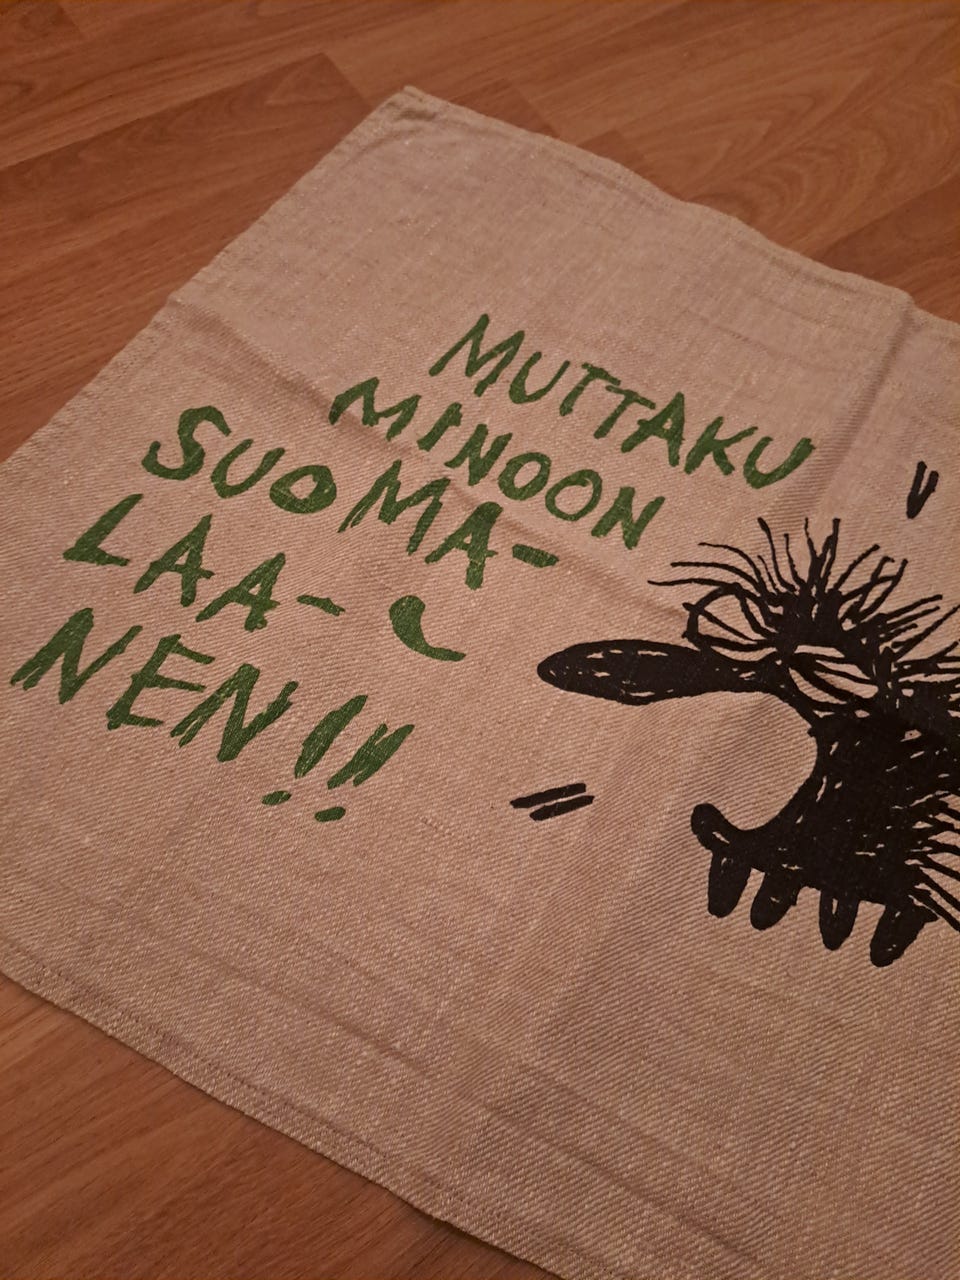 MUTTAKU
MINOON
SUOMA-
LAA-
NEN!!